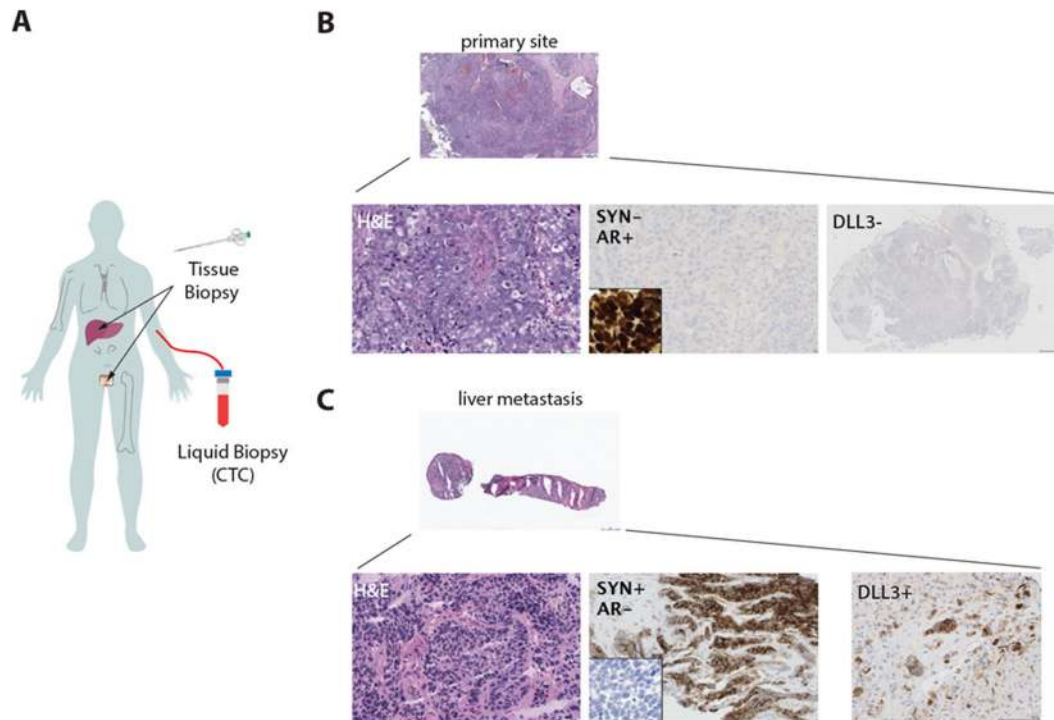 A
Tissue
Biopsy
Liquid Biopsy
(CTC)
B
primary site
H&E
SYN-
AR+
DLL3-
C
liver metastasis
H&E
SYN+
AR-
DLL3+